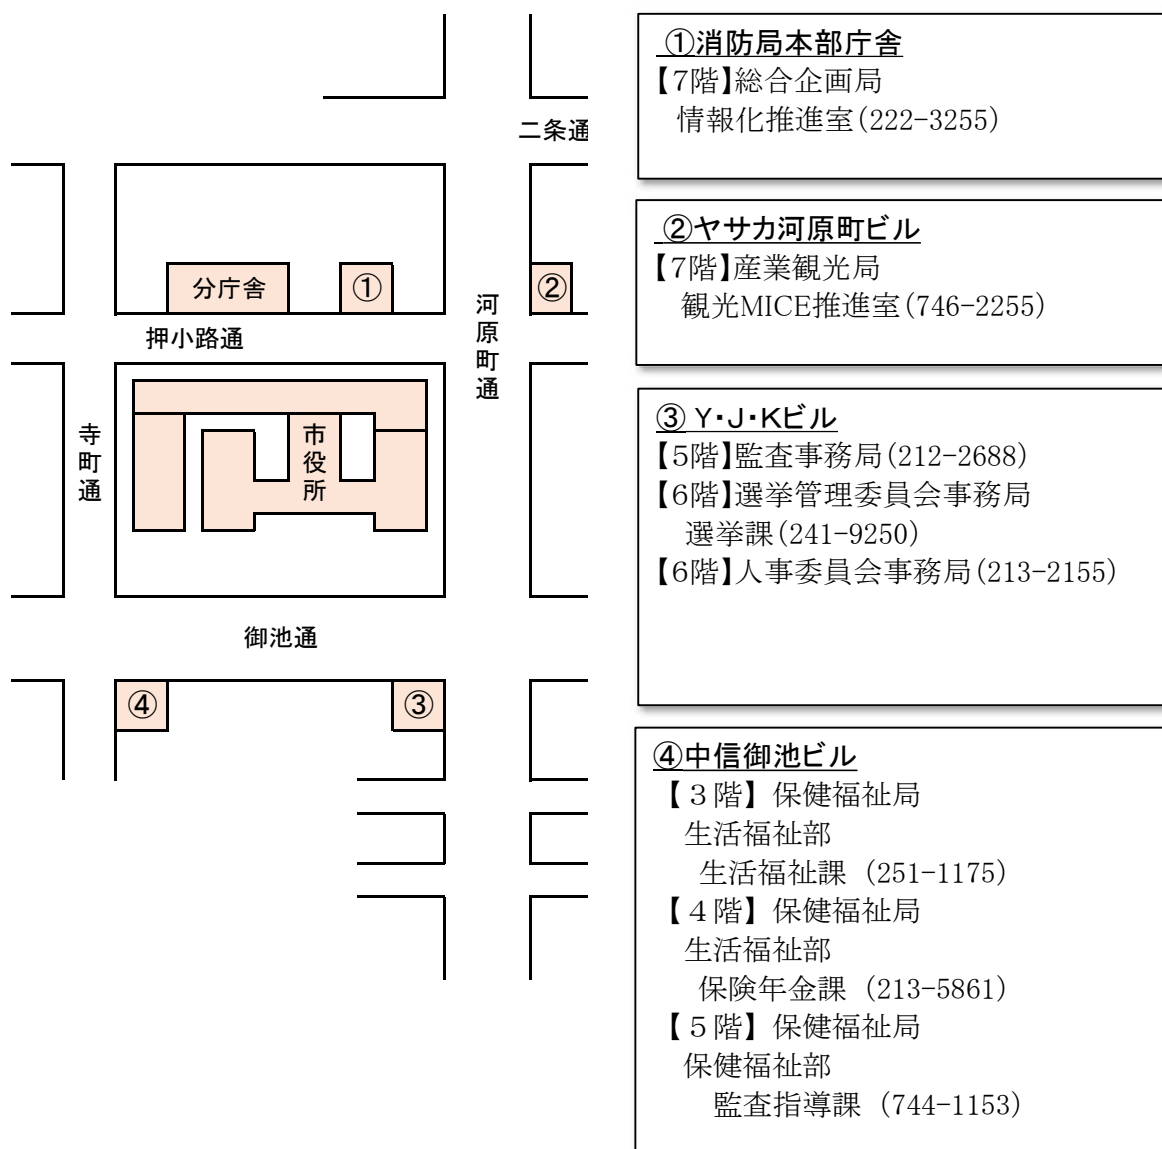 二条通
分庁舎
①
②
押小路通
河原町通
寺町通
市役所
御池通
④
③
①消防局本部庁舎
【7階】総合企画局
情報化推進室(222-3255)
②ヤサカ河原町ビル
【7階】産業観光局
観光MICE推進室(746-2255)
③ Y・J・Kビル
【5階】監査事務局(212-2688)
【6階】選挙管理委員会事務局
選挙課(241-9250)
【6階】人事委員会事務局(213-2155)
④中信御池ビル
【３階】保健福祉局
生活福祉部
生活福祉課 (251-1175)
【４階】保健福祉局
生活福祉部
保険年金課 (213-5861)
【５階】保健福祉局
保健福祉部
監査指導課 (744-1153)